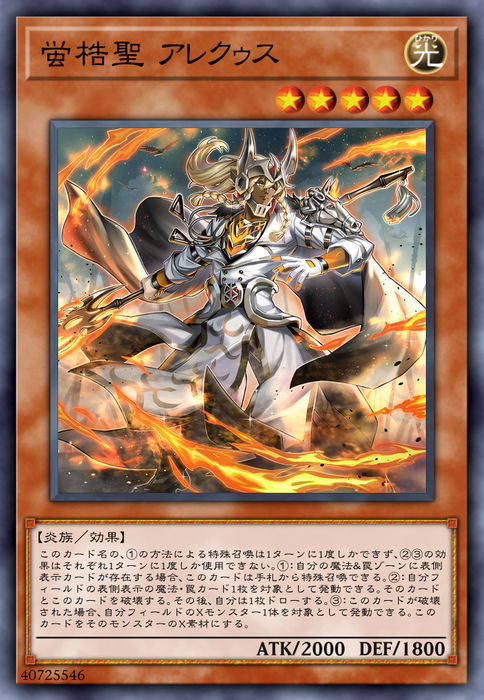 蛍梏聖 アレクゥス
光
ひかり
【炎族／効果】
このカード名の、①の方法による特殊召喚は1ターンに1度しかできず、②③の効
果はそれぞれ1ターンに1度しか使用できない。①：自分の魔法&罠ゾーンに表側
表示カードが存在する場合、このカードは手札から特殊召喚できる。②：自分フ
ィールドの表側表示の魔法・罠カード1枚を対象として発動できる。そのカード
とこのカードを破壊する。その後、自分は1枚ドローする。③：このカードが破壊
された場合、自分フィールドのXモンスター1体を対象として発動できる。この
カードをそのモンスターのX素材にする。
ATK/2000 DEF/1800
40725546